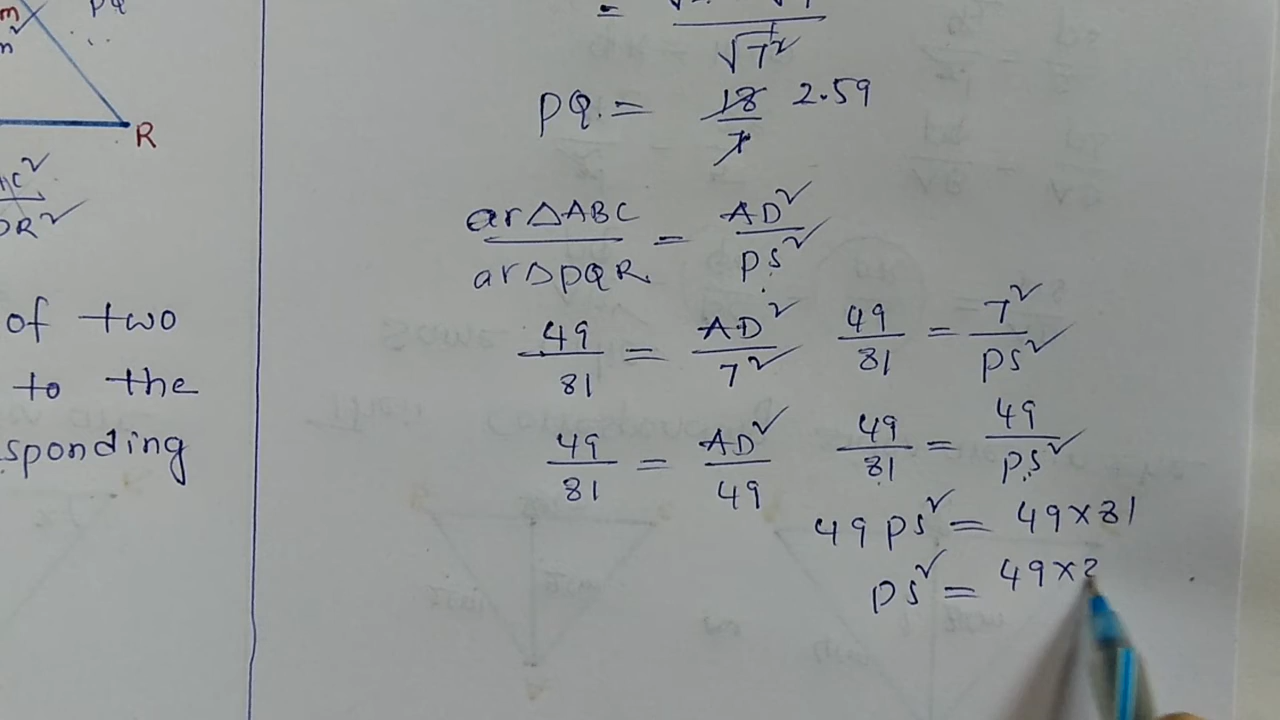 R
of two
to the
sponding
√7²
PQ. = 18/7 2.59
ar△ABC/ar△PQR. = AD²/PS²
49/81 = AD²/7²
49/81 = AD²/49
49/81 = 7²/PS²
49/81 = 49/PS²
49 PS² = 49×81
PS² = 49×